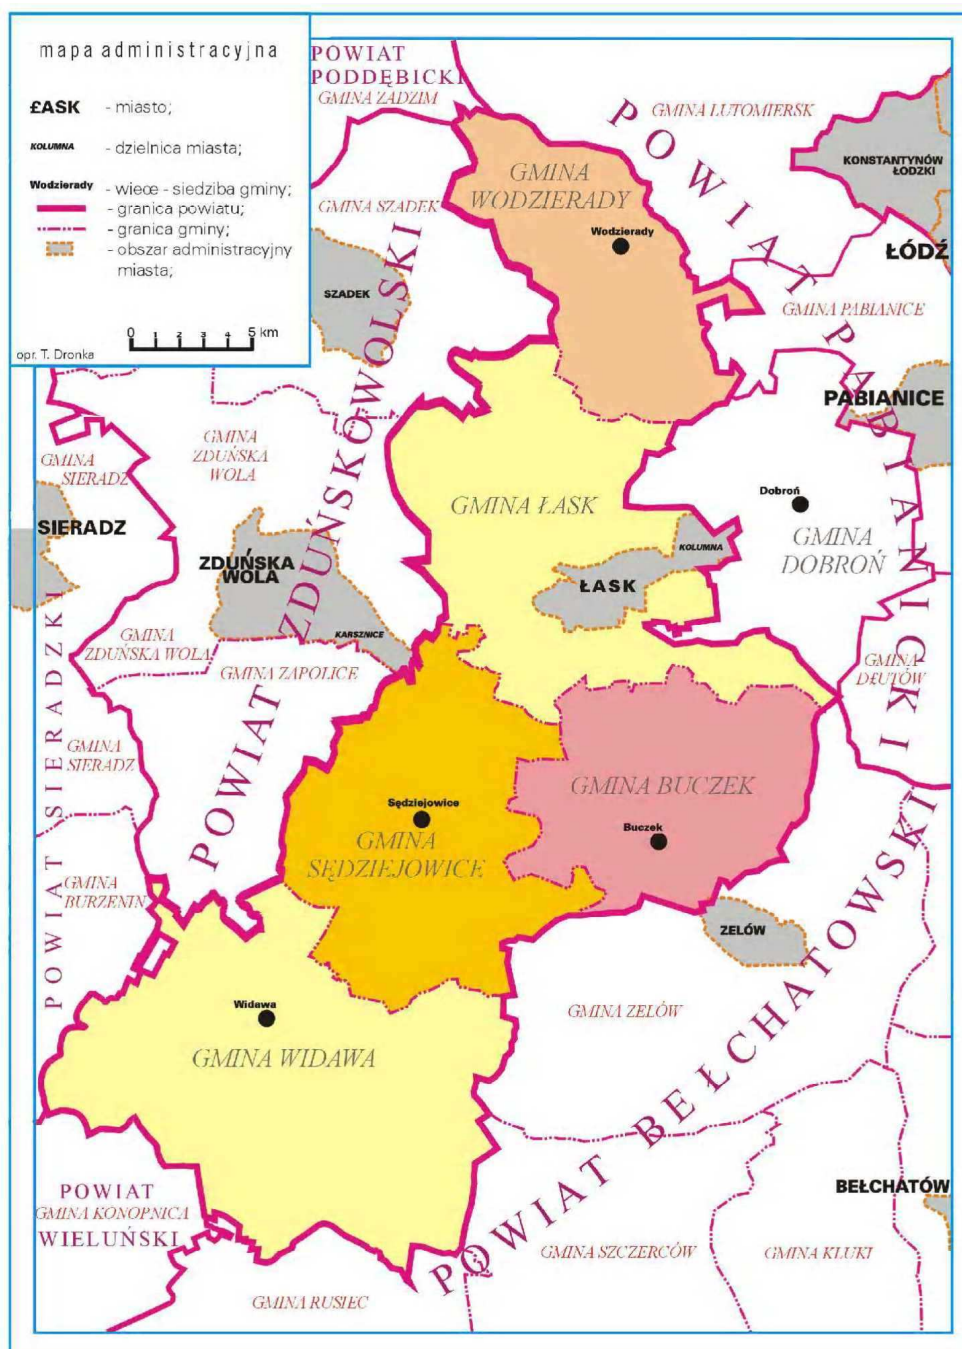 mapa administracyjna
£ASK - miasto;
KOLUMNA - dzielnica miasta;
Wodzierady - wiece - siedziba gminy;
- granica powiatu;
- granica gminy;
- obszar administracyjny
miasta;
0 1 2 3 4 5 km
opr. T. Dronka
POWIAT
PODDĘBICKI
GMINA ZADZIM
GMINA LUTOMIERSK
POWIAT PABIANICKI
KONSTANTYNÓW
ŁODZKI
GMINA
WODZIERADY
Wodzierady
GMINA SZADEK
SZADEK
ŁÓDŹ
GMINA PABIANICE
PABIANICE
POWIAT ZDUŃSKOWOLSKI
GMINA
ZDUŃSKA
WOLA
GMINA
SIERADZ
SIERADZ
GMINA ŁASK
Dobroń
GMINA
DOBROŃ
ZDUŃSKA
WOLA
KOLUMNA
ŁASK
KARSZNICE
GMINA
ZDUŃSKA WOLA
GMINA ZAPOLICE
GMINA
DŁUTÓW
POWIAT SIERADZKI
GMINA
SIERADZ
GMINA BUCZEK
Buczek
Sędziejowice
GMINA
SĘDZIEJOWICE
GMINA
BURZENIN
ZELÓW
Widawa
GMINA WIDAWA
GMINA ZELÓW
POWIAT BEŁCHATOWSKI
BEŁCHATÓW
POWIAT
GMINA KONOPNICA
WIELUŃSKI
GMINA SZCZERCÓW
GMINA KLUKI
GMINA RUSIEC